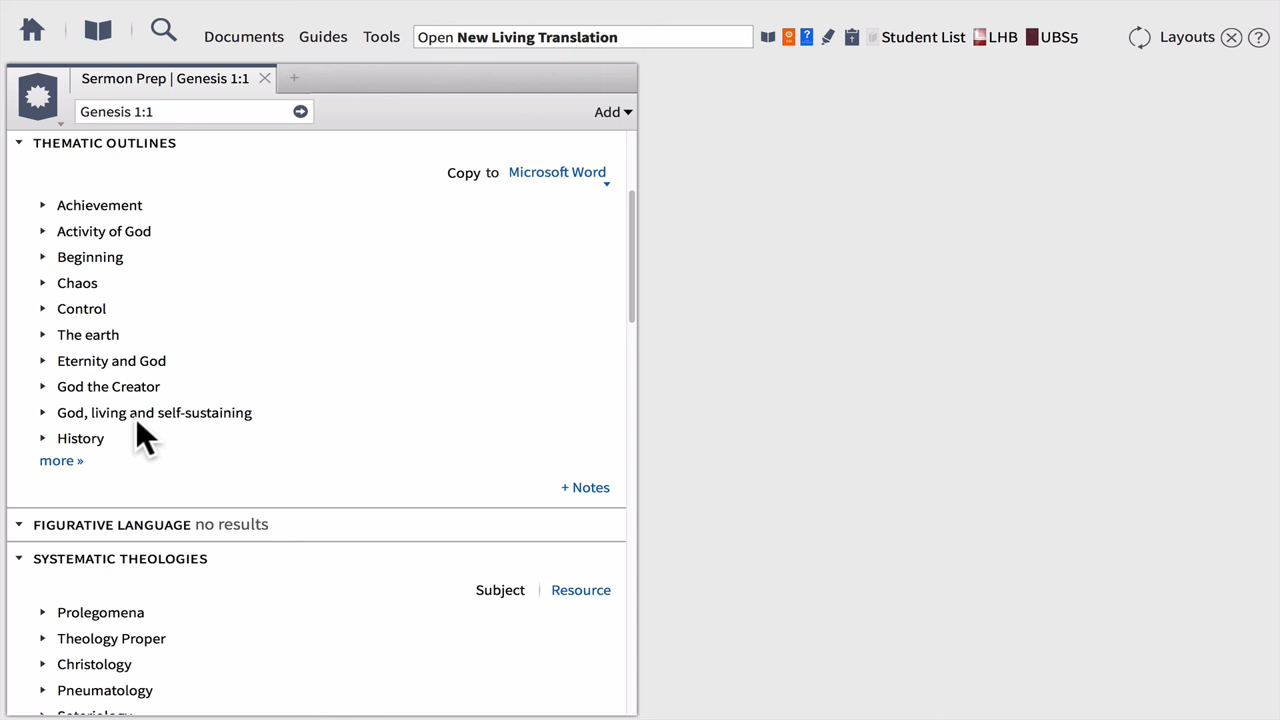 Documents Guides Tools Open New Living Translation Student List LHB UBS5 Layouts
Sermon Prep | Genesis 1:1
Genesis 1:1 Add
THEMATIC OUTLINES
Copy to Microsoft Word
Achievement
Activity of God
Beginning
Chaos
Control
The earth
Eternity and God
God the Creator
God, living and self-sustaining
History
more »
+ Notes
FIGURATIVE LANGUAGE no results
SYSTEMATIC THEOLOGIES
Subject Resource
Prolegomena
Theology Proper
Christology
Pneumatology